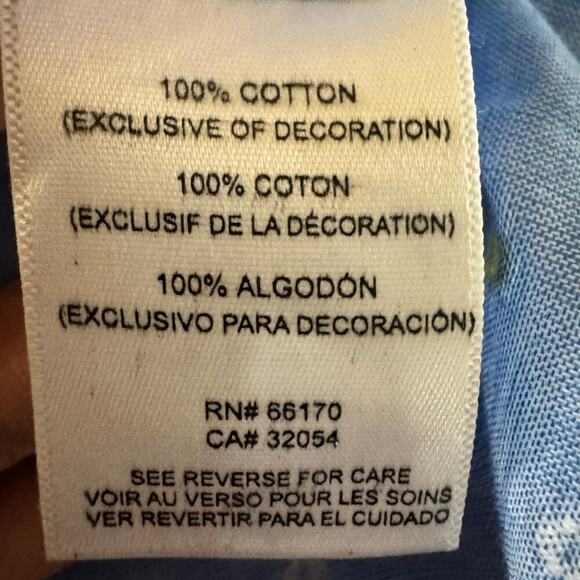 100% COTTON
(EXCLUSIVE OF DECORATION)
100% COTON
(EXCLUSIF DE LA DÉCORATION)
100% ALGODÓN
(EXCLUSIVO PARA DECORACIÓN)
RN# 66170
CA# 32054
SEE REVERSE FOR CARE
VOIR AU VERSO POUR LES SOINS
VER REVERTIR PARA EL CUIDADO